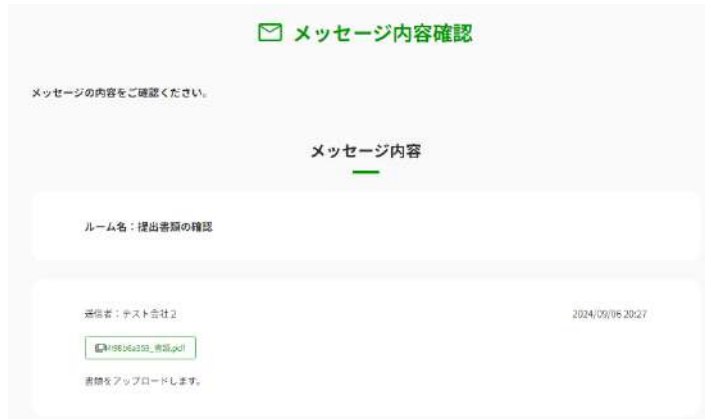 メッセージ内容確認
メッセージの内容をご確認ください。
メッセージ内容
ルーム名：提出書類の確認
送信者：テスト会社２
2024/09/06 20:27
書類.pdf
書類をアップロードします。